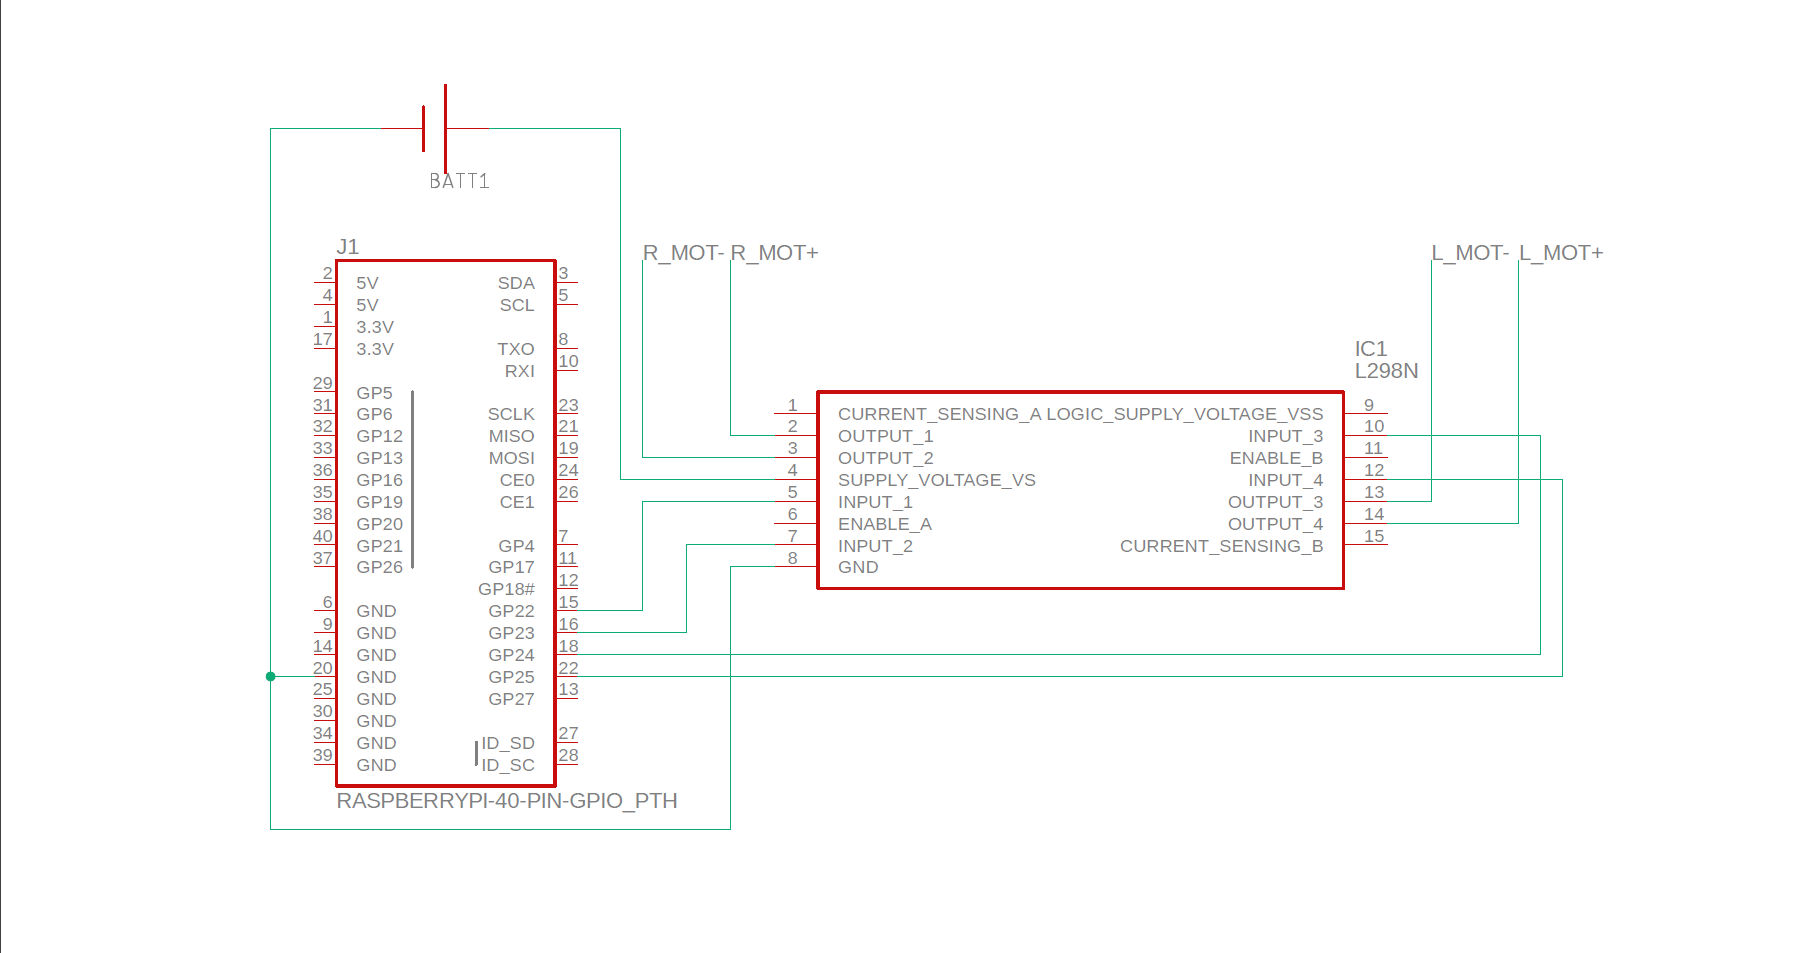 BATT1
J1
R_MOT- R_MOT+
L_MOT- L_MOT+
2 5V SDA 3
4 5V SCL 5
1 3.3V
17 3.3V TXO 8
RXI 10
29 GP5
31 GP6 SCLK 23
32 GP12 MISO 21
33 GP13 MOSI 19
36 GP16 CE0 24
35 GP19 CE1 26
38 GP20
40 GP21 GP4 7
37 GP26 GP17 11
GP18# 12
6 GND GP22 15
9 GND GP23 16
14 GND GP24 18
20 GND GP25 22
25 GND GP27 13
30 GND
34 GND ID_SD 27
39 GND ID_SC 28
RASPBERRYPI-40-PIN-GPIO_PTH
IC1
L298N
1 CURRENT_SENSING_A LOGIC_SUPPLY_VOLTAGE_VSS 9
2 OUTPUT_1 INPUT_3 10
3 OUTPUT_2 ENABLE_B 11
4 SUPPLY_VOLTAGE_VS INPUT_4 12
5 INPUT_1 OUTPUT_3 13
6 ENABLE_A OUTPUT_4 14
7 INPUT_2 CURRENT_SENSING_B 15
8 GND